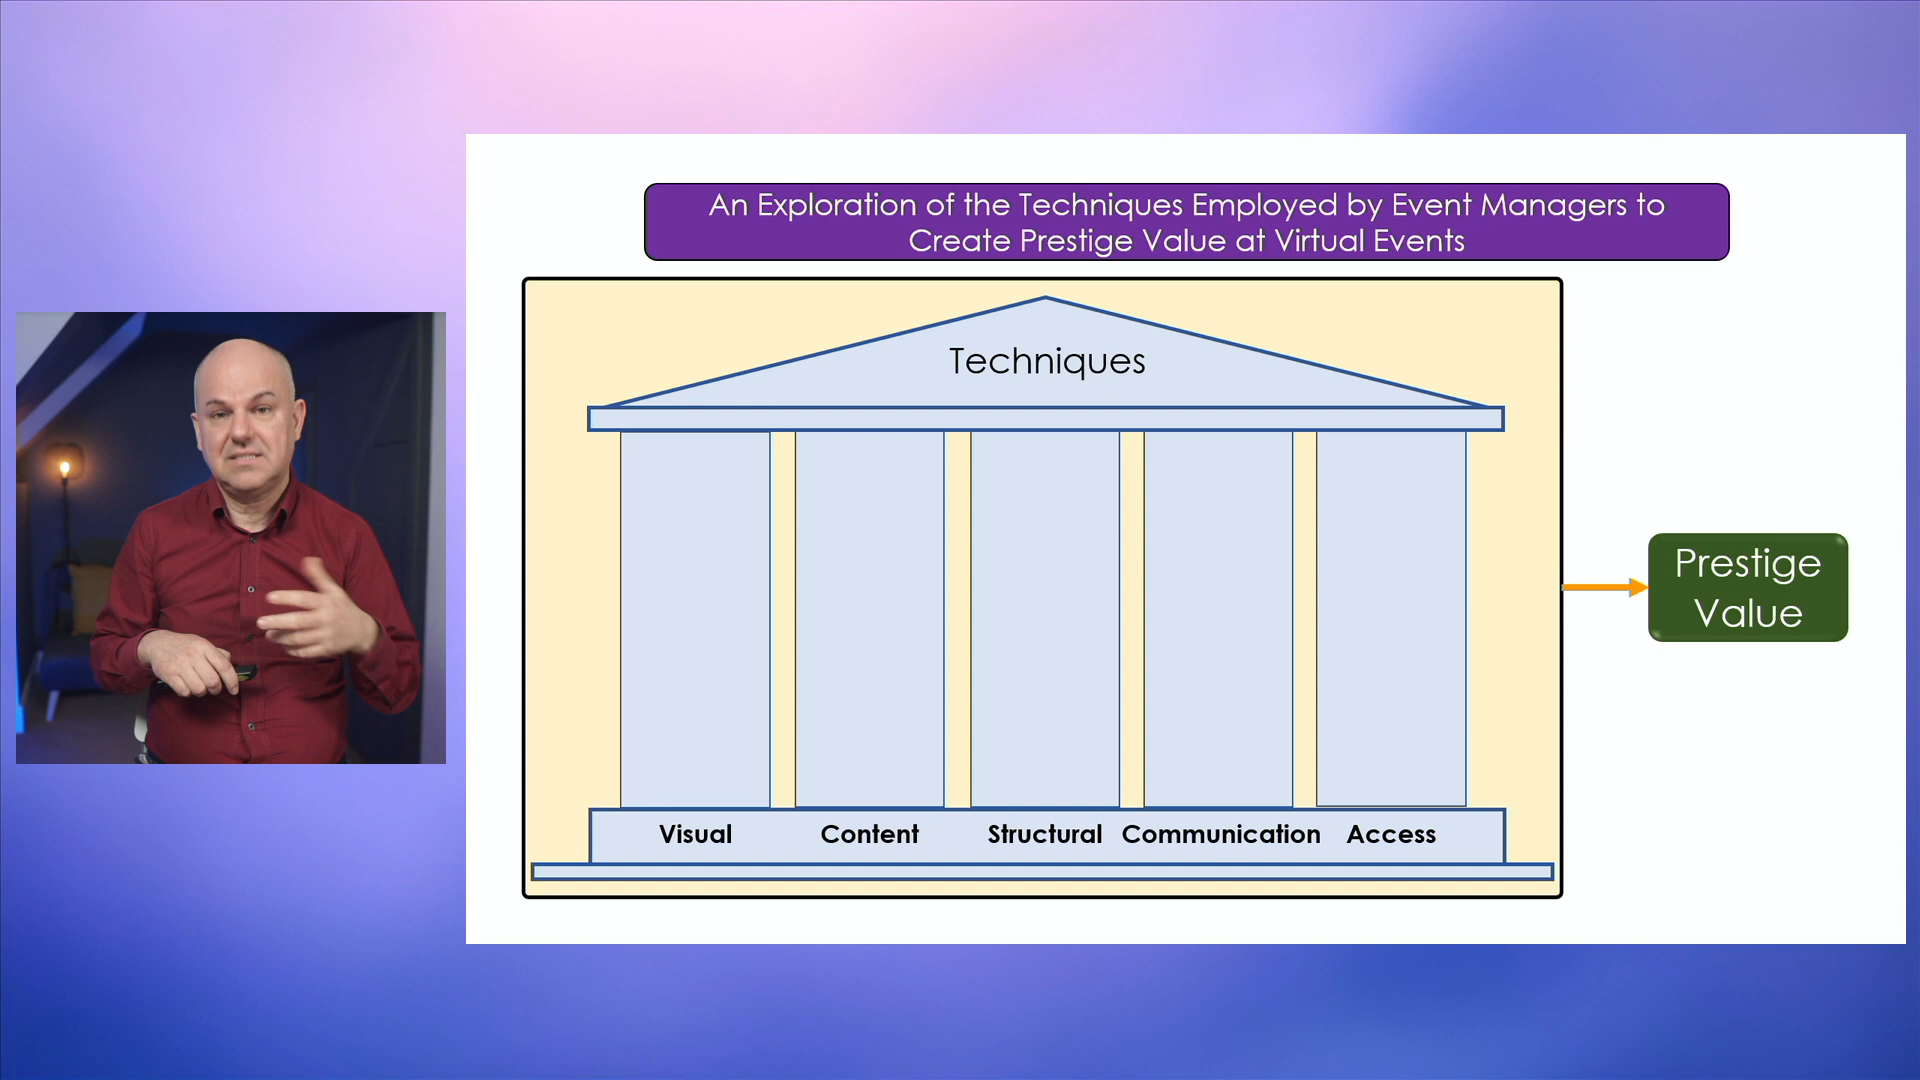 An Exploration of the Techniques Employed by Event Managers to
Create Prestige Value at Virtual Events
Techniques
Visual Content Structural Communication Access
Prestige
Value